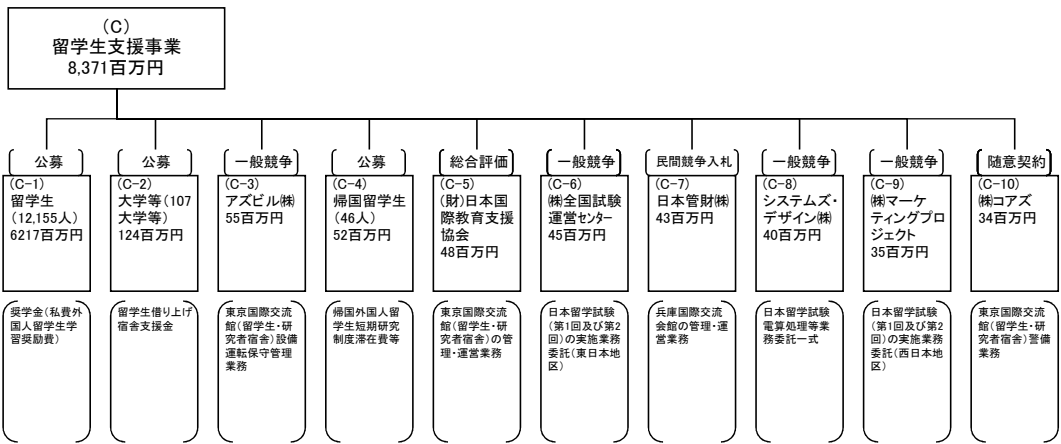 (C)
留学生支援事業
8,371百万円
公募
(C-1)
留学生
(12,155人)
6217百万円
奨学金(私費外
国人留学生学
習奨励費)
公募
(C-2)
大学等(107
大学等)
124百万円
留学生借り上げ
宿舎支援金
一般競争
(C-3)
アズビル㈱
55百万円
東京国際交流
館(留学生・研
究者宿舎)設備
運転保守管理
業務
公募
(C-4)
帰国留学生
(46人)
52百万円
帰国外国人留
学生短期研究
制度滞在費等
総合評価
(C-5)
(財)日本国
際教育支援
協会
48百万円
東京国際交流
館(留学生・研
究者宿舎)の管
理・運営業務
一般競争
(C-6)
㈱全国試験
運営センター
45百万円
日本留学試験
(第1回及び第2
回)の実施業務
委託(東日本地
区)
民間競争入札
(C-7)
日本管財㈱
43百万円
兵庫国際交流
会館の管理・運
営業務
一般競争
(C-8)
システムズ・
デザイン㈱
40百万円
日本留学試験
電算処理等業
務委託一式
一般競争
(C-9)
㈱マーケ
ティングプロ
ジェクト
35百万円
日本留学試験
(第1回及び第2
回)の実施業務
委託(西日本地
区)
随意契約
(C-10)
㈱コアズ
34百万円
東京国際交流
館(留学生・研
究者宿舎)警備
業務